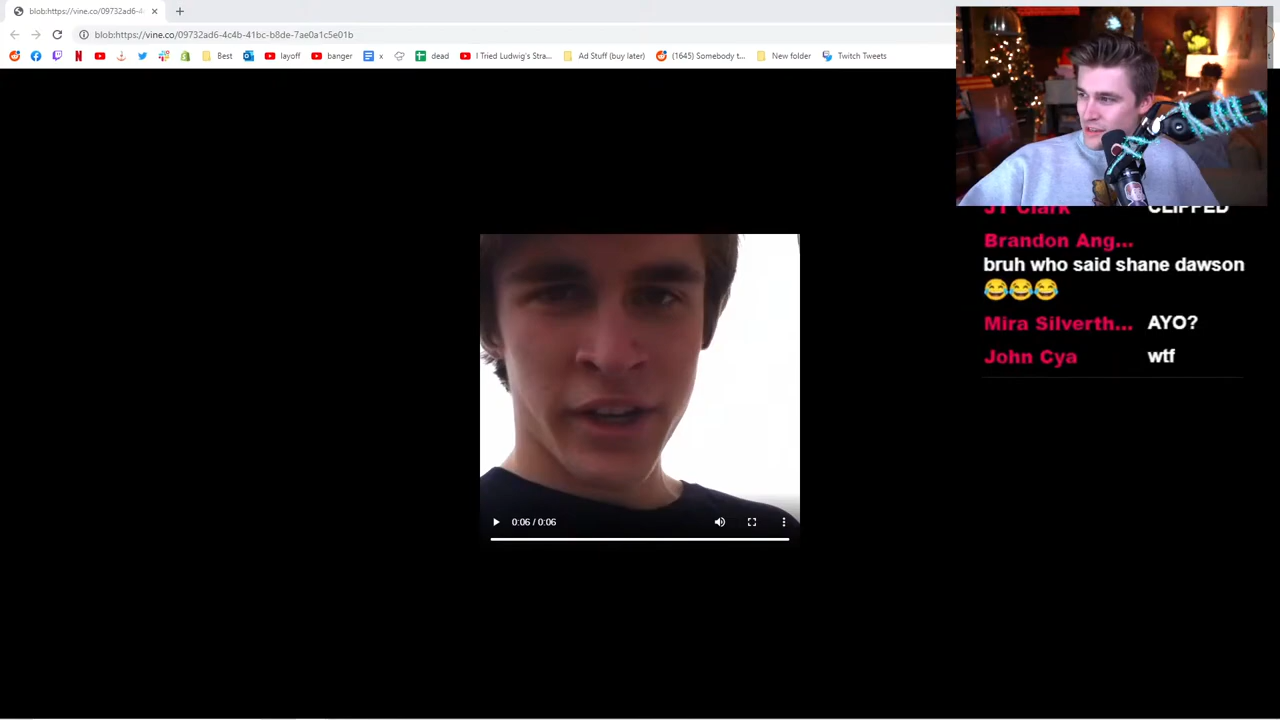 blob:https://vine.co/09732ad6-4
blob:https://vine.co/09732ad6-4c4b-41bc-b8de-7ae0a1c5e01b
Best
layoff
banger
x
dead
I Tried Ludwig's Stra...
Ad Stuff (buy later)
(1645) Somebody t...
New folder
Twitch Tweets
JT Clark CLIPPED
Brandon Ang...
bruh who said shane dawson
😂😂😂
Mira Silverth... AYO?
John Cya wtf
0:06 / 0:06